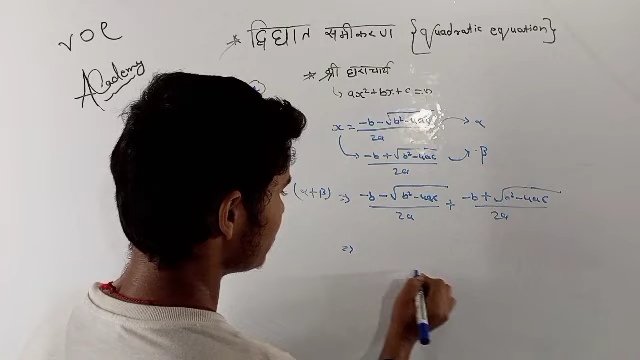 VOC
Academy
* द्विघात समीकरण {quadratic equation}
* श्री धराचार्य
↳ ax²+bx+c=0
x = -b-√b²-4ac/2a → α
-b+√b²-4ac/2a → β
(α+β) ⇒ -b-√b²-4ac/2a + -b+√b²-4ac/2a
⇒